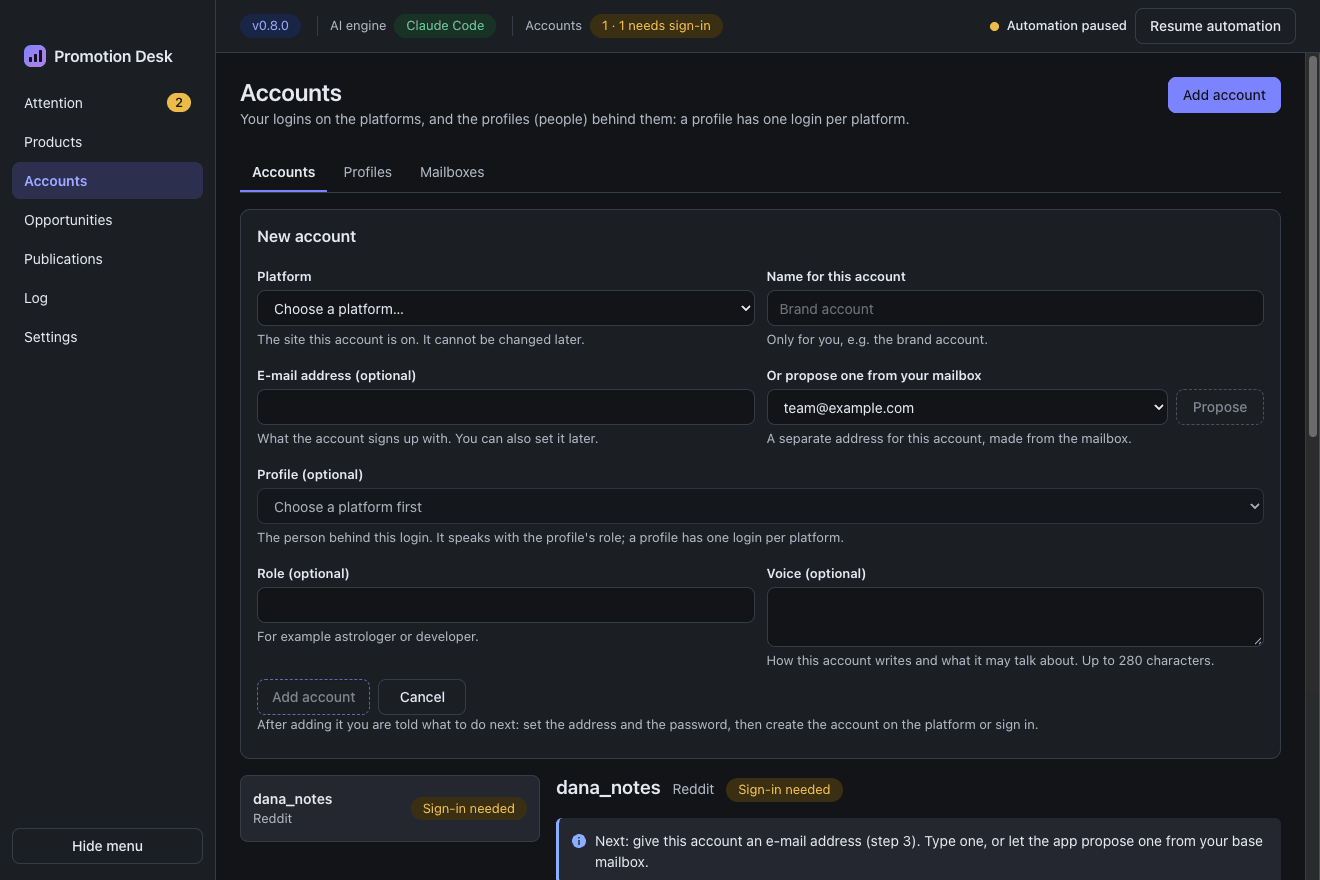 Promotion Desk
Attention 2
Products
Accounts
Opportunities
Publications
Log
Settings
Hide menu
v0.8.0 AI engine Claude Code Accounts 1 · 1 needs sign-in Automation paused Resume automation
Accounts
Your logins on the platforms, and the profiles (people) behind them: a profile has one login per platform.
Add account
Accounts Profiles Mailboxes
New account
Platform
Choose a platform...
The site this account is on. It cannot be changed later.
Name for this account
Brand account
Only for you, e.g. the brand account.
E-mail address (optional)
What the account signs up with. You can also set it later.
Or propose one from your mailbox
team@example.com Propose
A separate address for this account, made from the mailbox.
Profile (optional)
Choose a platform first
The person behind this login. It speaks with the profile's role; a profile has one login per platform.
Role (optional)
For example astrologer or developer.
Voice (optional)
How this account writes and what it may talk about. Up to 280 characters.
Add account Cancel
After adding it you are told what to do next: set the address and the password, then create the account on the platform or sign in.
dana_notes
Reddit
Sign-in needed
dana_notes Reddit Sign-in needed
Next: give this account an e-mail address (step 3). Type one, or let the app propose one from your base
mailbox.